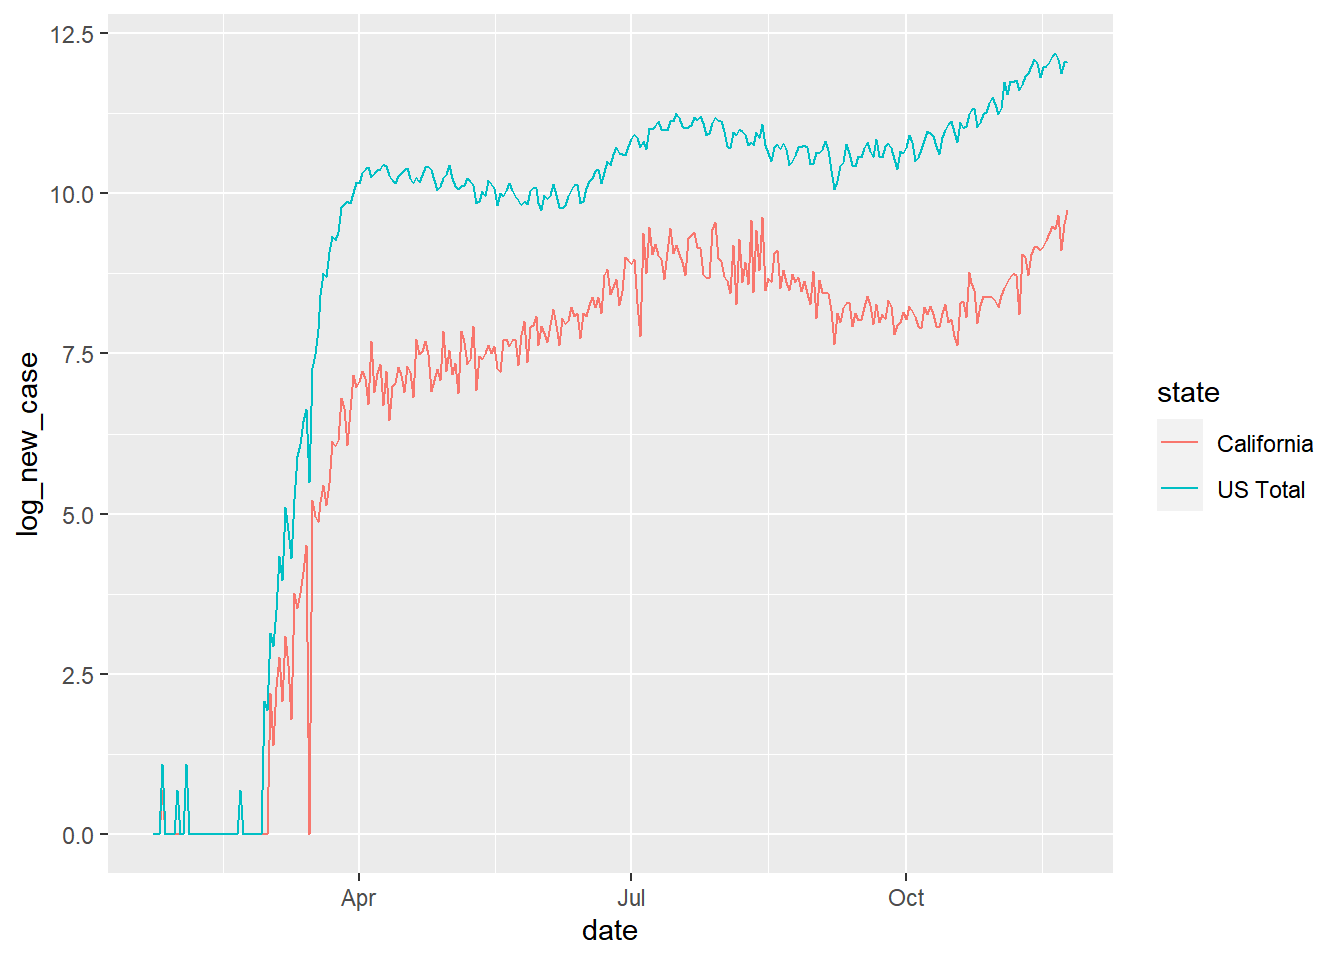 12.5
10.0
7.5
5.0
2.5
0.0
log_new_case
Apr
Jul
Oct
date
state
California
US Total